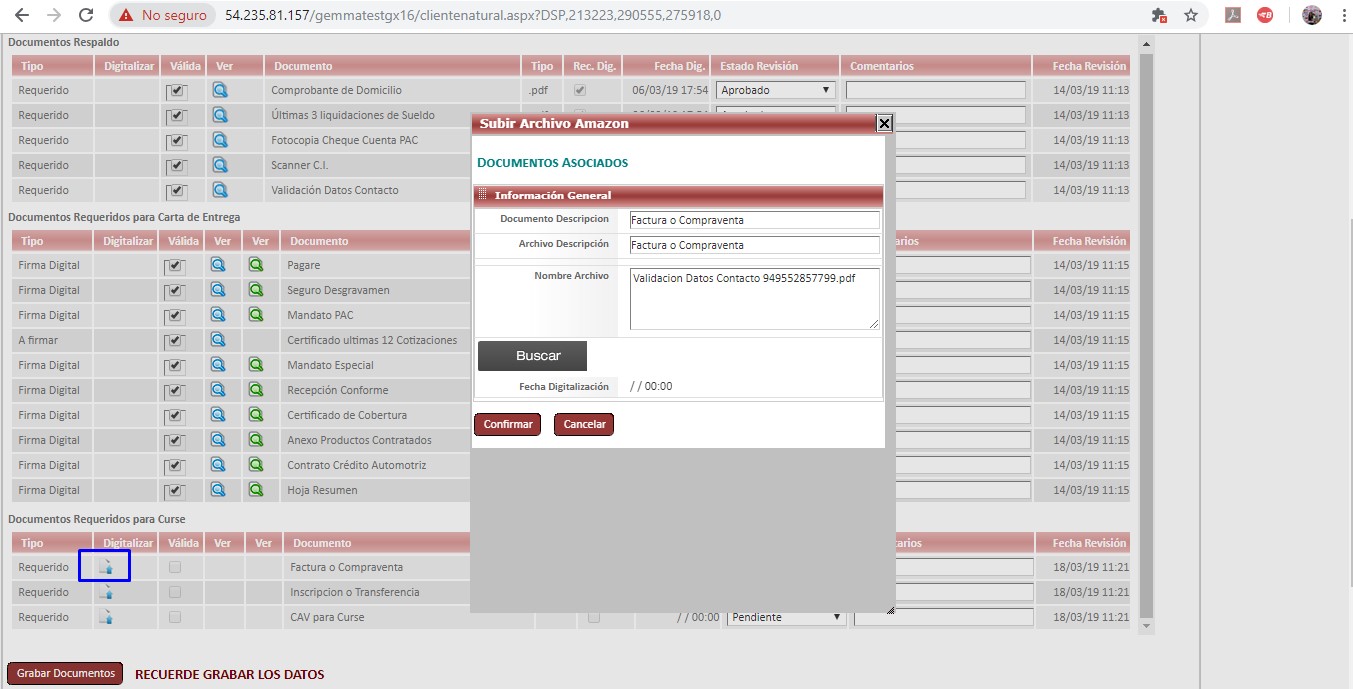 No seguro 54.235.81.157/gemmatestgx16/clientenatural.aspx?DSP,213223,290555,275918,0
Documentos Respaldo
Tipo Digitalizar Válida Ver Documento Tipo Rec. Dig. Fecha Dig. Estado Revisión Comentarios Fecha Revisión
Requerido Comprobante de Domicilio .pdf 06/03/19 17:54 Aprobado 14/03/19 11:13
Requerido Últimas 3 liquidaciones de Sueldo 14/03/19 11:13
Requerido Fotocopia Cheque Cuenta PAC 14/03/19 11:13
Requerido Scanner C.I. 14/03/19 11:13
Requerido Validación Datos Contacto 14/03/19 11:13
Documentos Requeridos para Carta de Entrega
Tipo Digitalizar Válida Ver Ver Documento Fecha Revisión
Firma Digital Pagare 14/03/19 11:15
Firma Digital Seguro Desgravamen 14/03/19 11:15
Firma Digital Mandato PAC 14/03/19 11:15
A firmar Certificado ultimas 12 Cotizaciones 14/03/19 11:15
Firma Digital Mandato Especial 14/03/19 11:15
Firma Digital Recepción Conforme 14/03/19 11:15
Firma Digital Certificado de Cobertura 14/03/19 11:15
Firma Digital Anexo Productos Contratados 14/03/19 11:15
Firma Digital Contrato Crédito Automotriz 14/03/19 11:15
Firma Digital Hoja Resumen 14/03/19 11:15
Documentos Requeridos para Curse
Tipo Digitalizar Válida Ver Ver Documento Fecha Revisión
Requerido Factura o Compraventa 18/03/19 11:21
Requerido Inscripcion o Transferencia 18/03/19 11:21
Requerido CAV para Curse / / 00:00 Pendiente 18/03/19 11:21
Grabar Documentos RECUERDE GRABAR LOS DATOS
Subir Archivo Amazon
DOCUMENTOS ASOCIADOS
Información General
Documento Descripcion Factura o Compraventa
Archivo Descripción Factura o Compraventa
Nombre Archivo Validacion Datos Contacto 949552857799.pdf
Buscar
Fecha Digitalización / / 00:00
Confirmar Cancelar